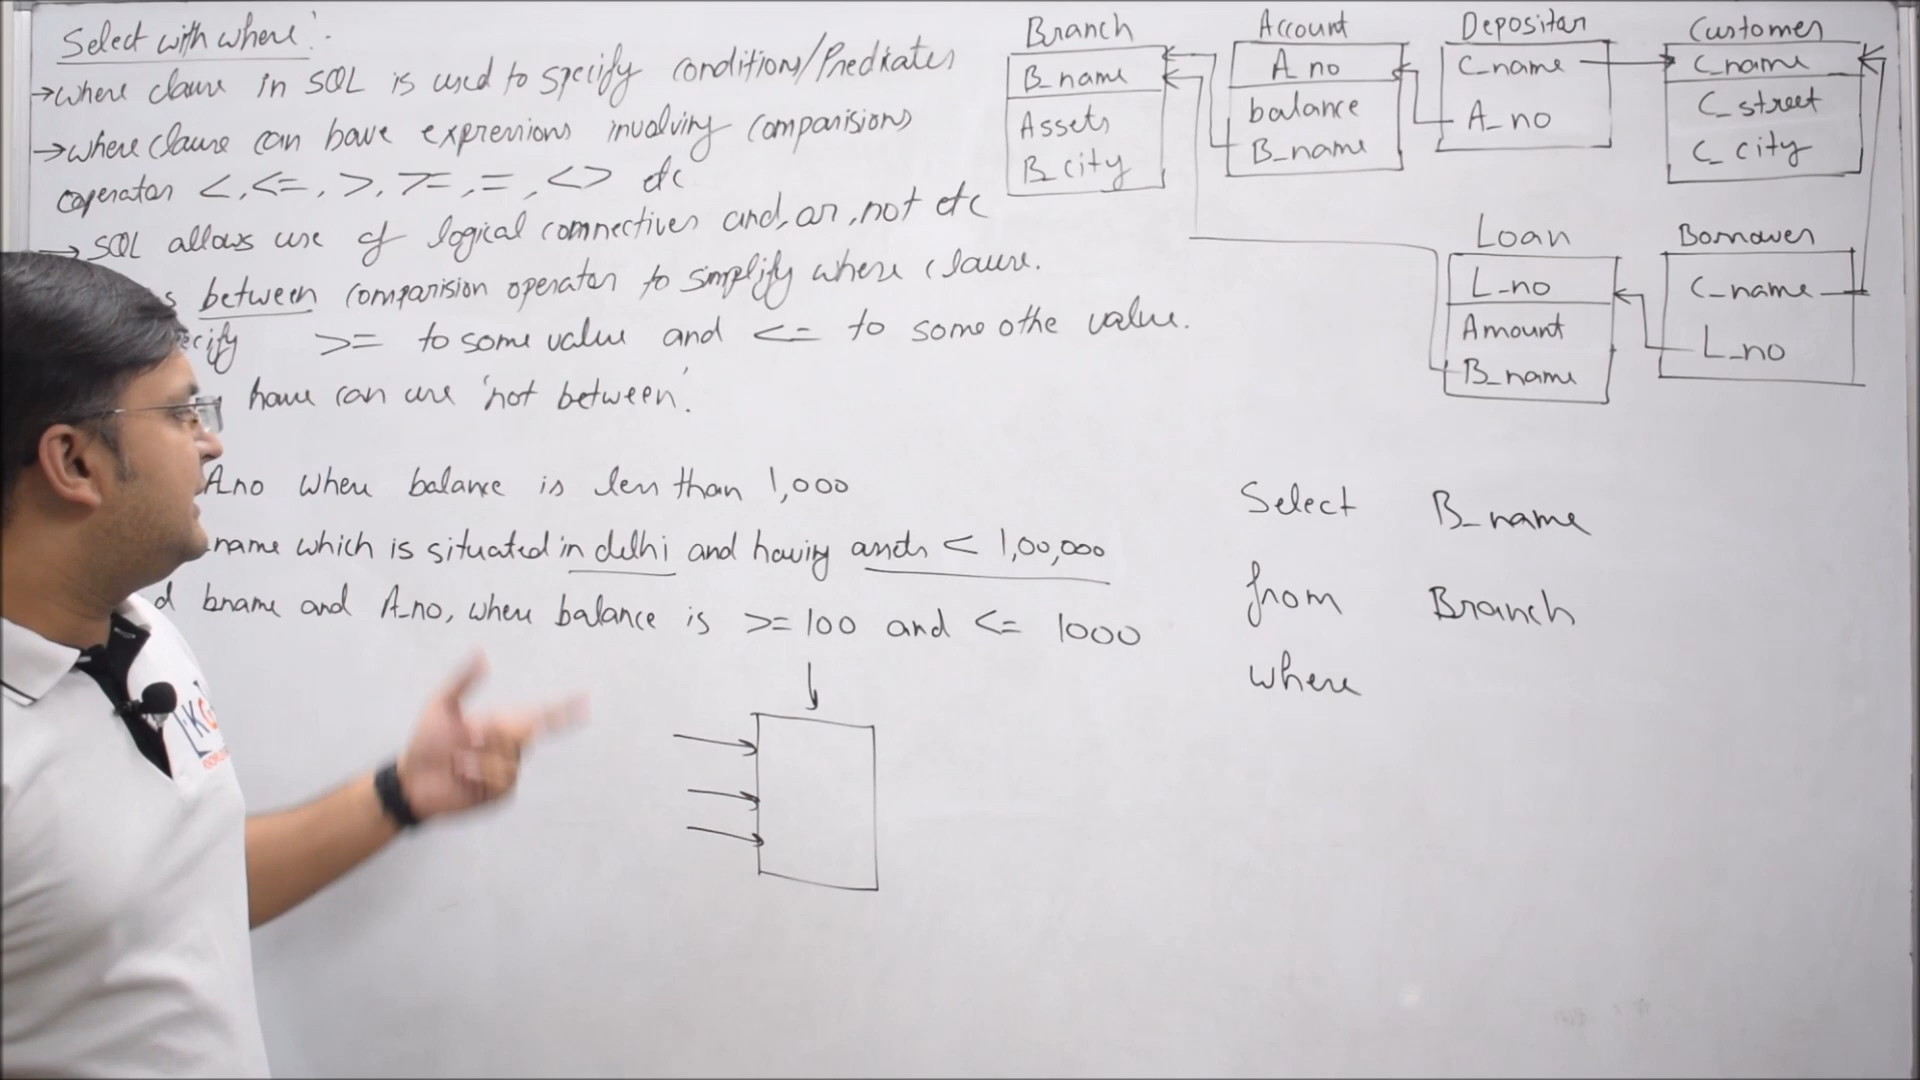 Select with where:-
→where clause in SQL is used to specify conditions/Predicates
→where clause can have expressions involving comparisions
operator <, <=, >, >=, =, <> etc
→ SQL allows use of logical connectives and, or, not etc
between comparision operator to simplify where clause.
>= to some value and <= to some othe value.
have can use 'not between'.
A_no where balance is less than 1,000
name which is situated in delhi and having assets < 1,00,000
bname and A_no, where balance is >= 100 and <= 1000
Branch
B_name
Assets
B_city
Account
A_no
balance
B_name
Depositor
C_name
A_no
Customer
C_name
C_street
C_city
Loan
L_no
Amount
B_name
Borrower
C_name
L_no
Select B_name
from Branch
where